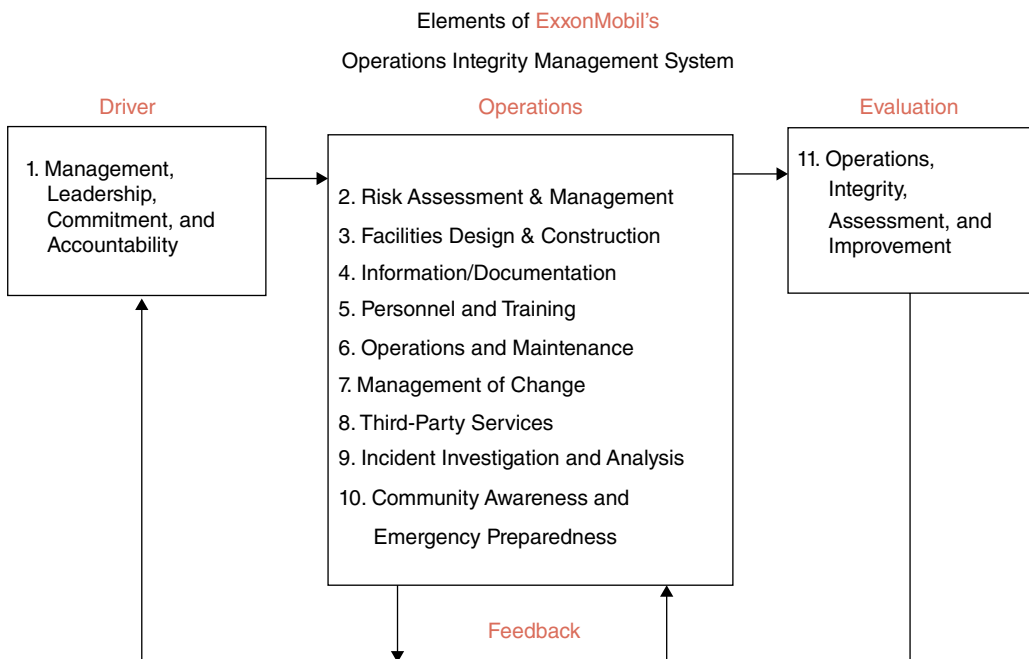 Elements of ExxonMobil's
Operations Integrity Management System
Driver
1. Management,
Leadership,
Commitment, and
Accountability
Operations
2. Risk Assessment & Management
3. Facilities Design & Construction
4. Information/Documentation
5. Personnel and Training
6. Operations and Maintenance
7. Management of Change
8. Third-Party Services
9. Incident Investigation and Analysis
10. Community Awareness and
Emergency Preparedness
Evaluation
11. Operations,
Integrity,
Assessment, and
Improvement
Feedback